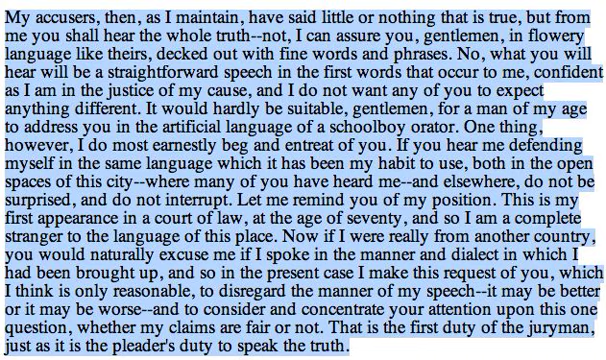 My accusers, then, as I maintain, have said little or nothing that is true, but from
me you shall hear the whole truth--not, I can assure you, gentlemen, in flowery
language like theirs, decked out with fine words and phrases. No, what you will
hear will be a straightforward speech in the first words that occur to me, confident
as I am in the justice of my cause, and I do not want any of you to expect
anything different. It would hardly be suitable, gentlemen, for a man of my age
to address you in the artificial language of a schoolboy orator. One thing,
however, I do most earnestly beg and entreat of you. If you hear me defending
myself in the same language which it has been my habit to use, both in the open
spaces of this city--where many of you have heard me--and elsewhere, do not be
surprised, and do not interrupt. Let me remind you of my position. This is my
first appearance in a court of law, at the age of seventy, and so I am a complete
stranger to the language of this place. Now if I were really from another country,
you would naturally excuse me if I spoke in the manner and dialect in which I
had been brought up, and so in the present case I make this request of you, which
I think is only reasonable, to disregard the manner of my speech--it may be better
or it may be worse--and to consider and concentrate your attention upon this one
question, whether my claims are fair or not. That is the first duty of the juryman,
just as it is the pleader's duty to speak the truth.